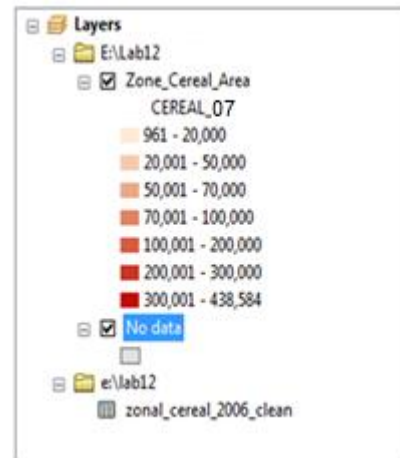 Layers
E:\Lab12
Zone_Cereal_Area
CEREAL_07
961 - 20,000
20,001 - 50,000
50,001 - 70,000
70,001 - 100,000
100,001 - 200,000
200,001 - 300,000
300,001 - 438,584
No data
e:\lab12
zonal_cereal_2006_clean